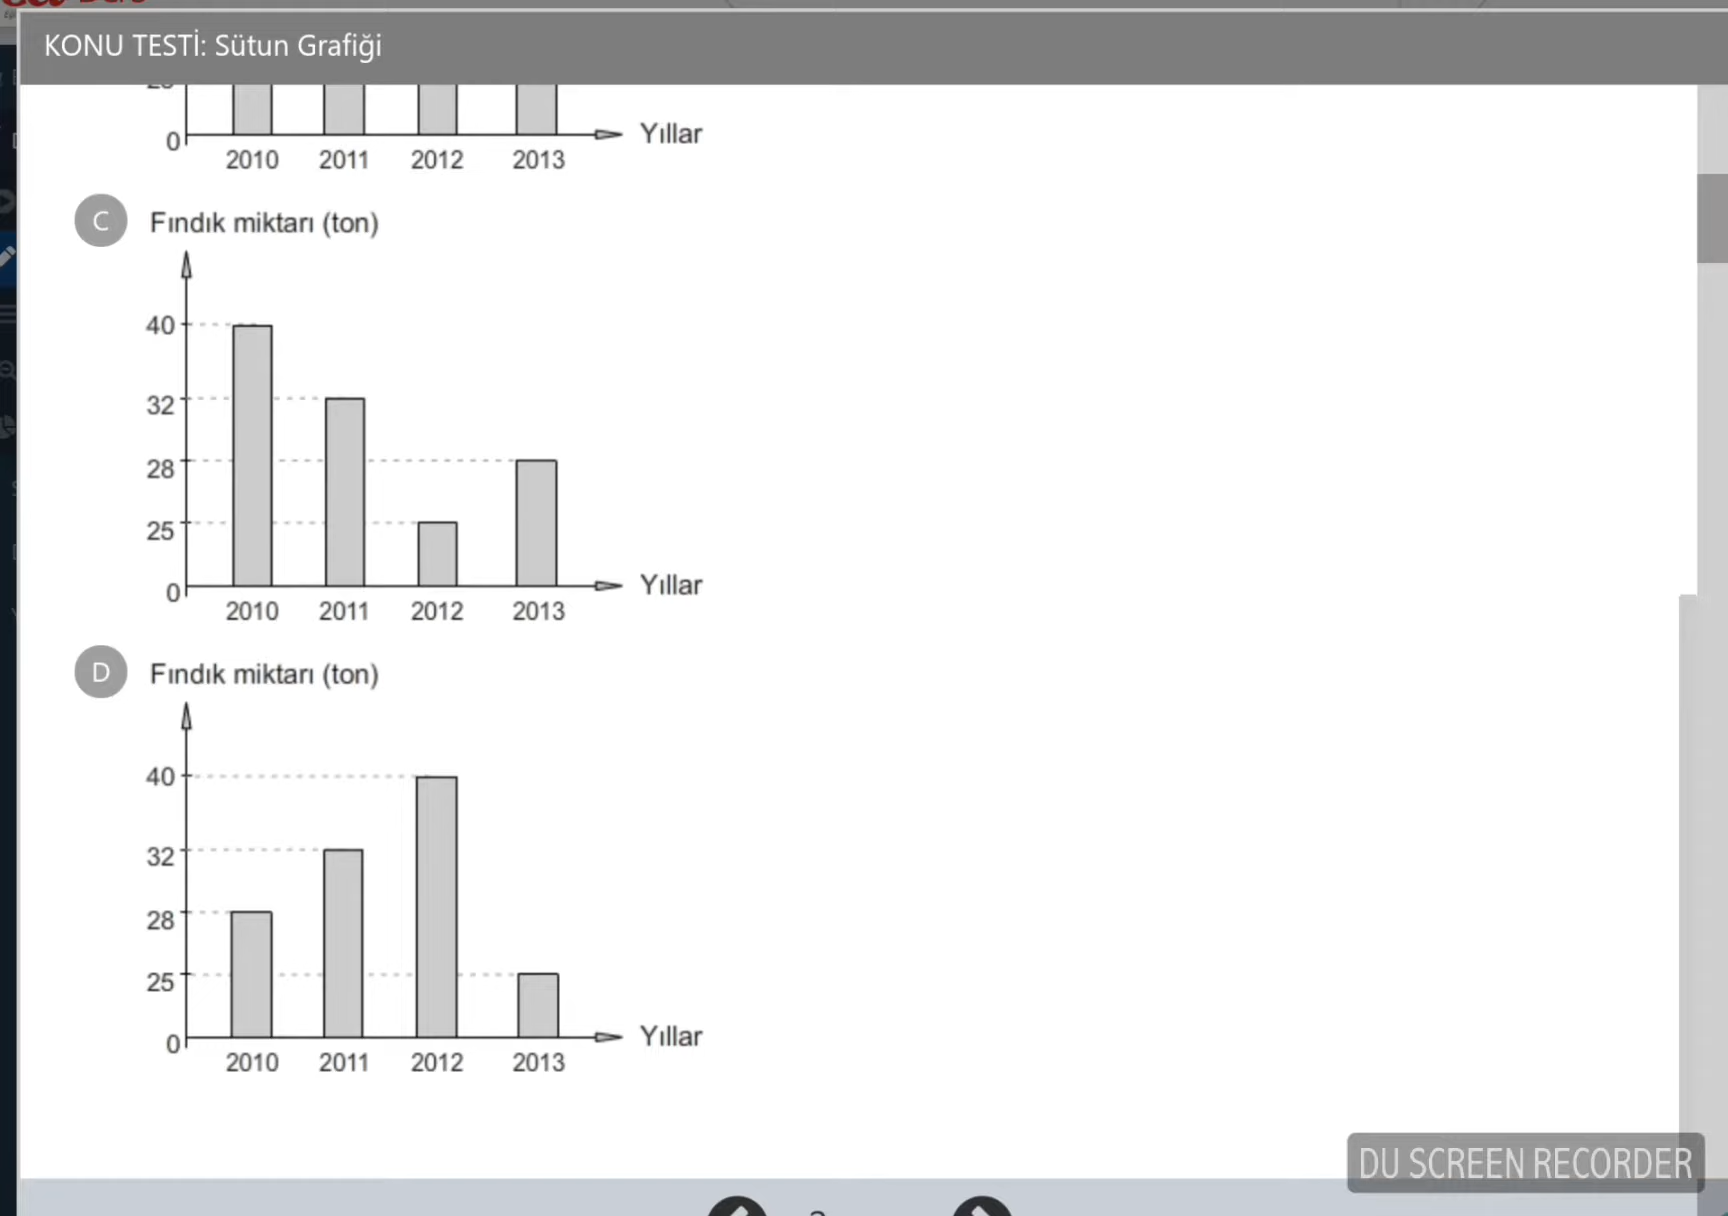 KONU TESTİ: Sütun Grafiği
0
Yıllar
2010 2011 2012 2013
C Fındık miktarı (ton)
40
32
28
25
0
Yıllar
2010 2011 2012 2013
D Fındık miktarı (ton)
40
32
28
25
0
Yıllar
2010 2011 2012 2013
DU SCREEN RECORDER